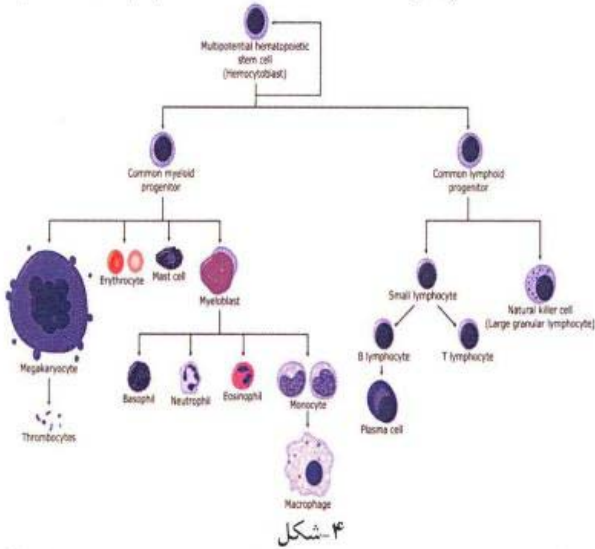 Multipotential hematopoietic
stem cell
(Hemocytoblast)
Common myeloid
progenitor
Common lymphoid
progenitor
Erythrocyte
Mast cell
Myeloblast
Small lymphocyte
Natural killer cell
(Large granular lymphocyte)
Megakaryocyte
B lymphocyte
T lymphocyte
Basophil
Neutrophil
Eosinophil
Monocyte
Thrombocytes
Plasma cell
Macrophage
۴-شکل